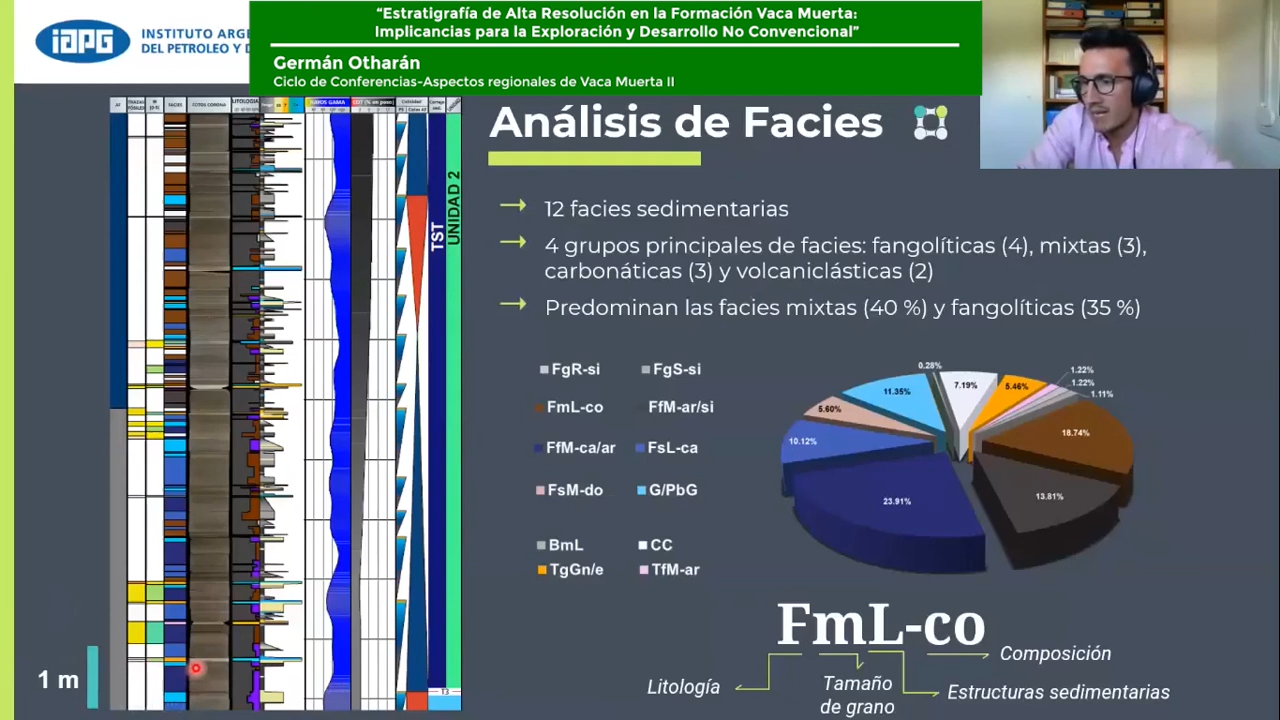 iAPG
INSTITUTO ARGE
DEL PETROLEO Y D
“Estratigrafía de Alta Resolución en la Formación Vaca Muerta:
Implicancias para la Exploración y Desarrollo No Convencional”
Germán Otharán
Ciclo de Conferencias-Aspectos regionales de Vaca Muerta II
FACIES
RAYOS GAMA
TST
UNIDAD 2
T3
1 m
Análisis de Facies
12 facies sedimentarias
4 grupos principales de facies: fangolíticas (4), mixtas (3),
carbonáticas (3) y volcaniclásticas (2)
Predominan las facies mixtas (40 %) y fangolíticas (35 %)
FgR-si FgS-si
FmL-co FfM-ar/si
FfM-ca/ar FsL-ca
FsM-do G/PbG
BmL CC
TgGn/e TfM-ar
0.28%
7.19%
5.46%
1.22%
1.22%
1.11%
11.35%
5.60%
10.12%
18.74%
13.81%
23.91%
FmL-co
Composición
Litología
Tamaño
de grano
Estructuras sedimentarias